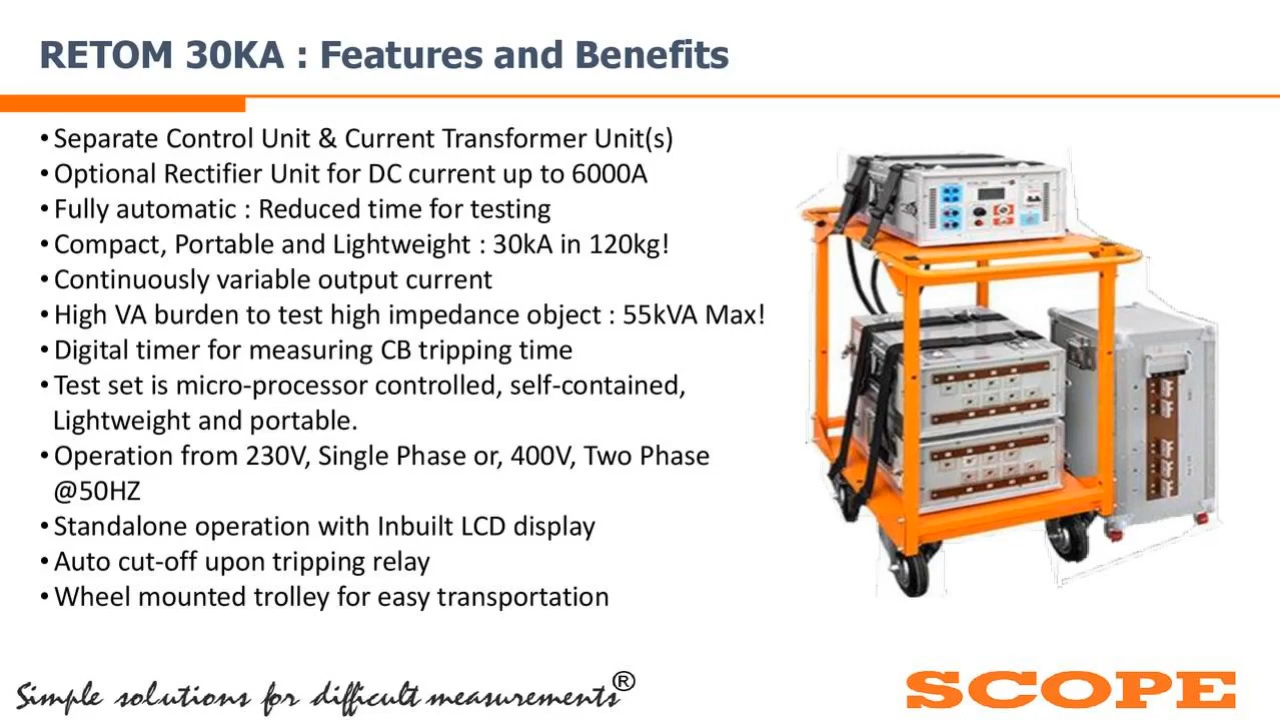 RETOM 30KA : Features and Benefits
• Separate Control Unit & Current Transformer Unit(s)
• Optional Rectifier Unit for DC current up to 6000A
• Fully automatic : Reduced time for testing
• Compact, Portable and Lightweight : 30kA in 120kg!
• Continuously variable output current
• High VA burden to test high impedance object : 55kVA Max!
• Digital timer for measuring CB tripping time
• Test set is micro-processor controlled, self-contained,
Lightweight and portable.
• Operation from 230V, Single Phase or, 400V, Two Phase
@50HZ
• Standalone operation with Inbuilt LCD display
• Auto cut-off upon tripping relay
• Wheel mounted trolley for easy transportation
Simple solutions for difficult measurements®
SCOPE